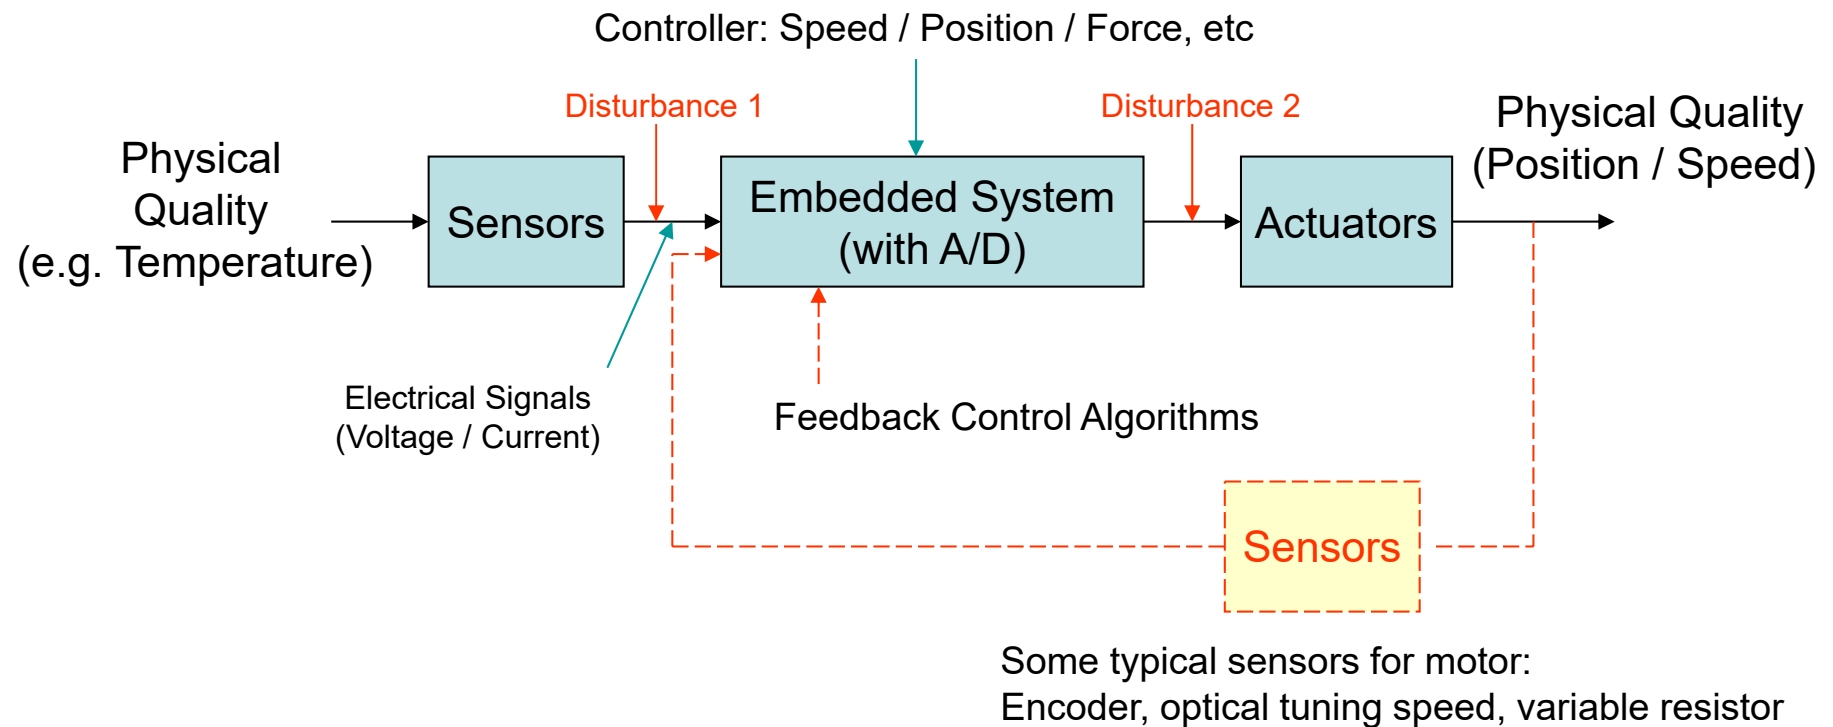 Controller: Speed / Position / Force, etc
Disturbance 1
Disturbance 2
Physical Quality
(Position / Speed)
Physical
Quality
(e.g. Temperature)
Sensors
Embedded System
(with A/D)
Actuators
Electrical Signals
(Voltage / Current)
Feedback Control Algorithms
Sensors
Some typical sensors for motor:
Encoder, optical tuning speed, variable resistor